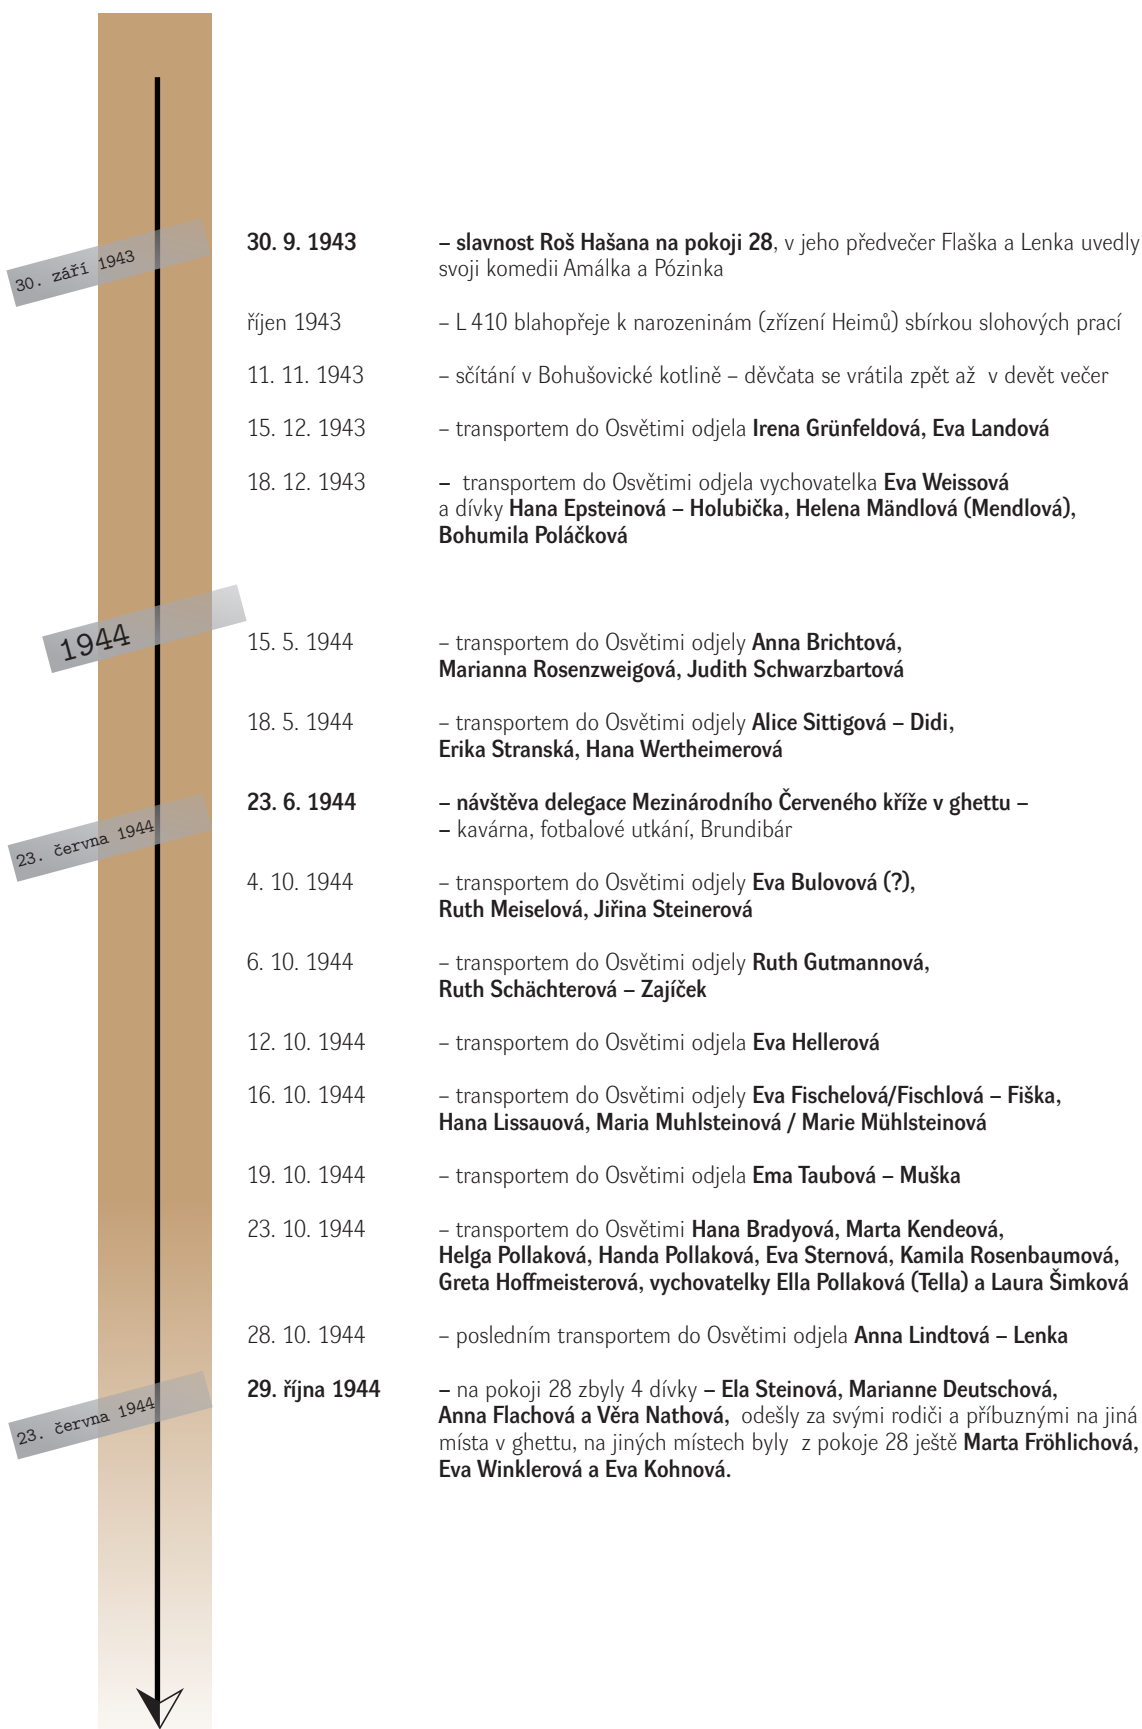 30. září 1943
30. 9. 1943 – slavnost Roš Hašana na pokoji 28, v jeho předvečer Flaška a Lenka uvedly
svoji komedii Amálka a Pózinka
říjen 1943 – L 410 blahopřeje k narozeninám (zřízení Heimů) sbírkou slohových prací
11. 11. 1943 – sčítání v Bohušovické kotlině – děvčata se vrátila zpět až v devět večer
15. 12. 1943 – transportem do Osvětimi odjela Irena Grünfeldová, Eva Landová
18. 12. 1943 – transportem do Osvětimi odjela vychovatelka Eva Weissová
a dívky Hana Epsteinová – Holubička, Helena Mändlová (Mendlová),
Bohumila Poláčková
1944
15. 5. 1944 – transportem do Osvětimi odjely Anna Brichtová,
Marianna Rosenzweigová, Judith Schwarzbartová
18. 5. 1944 – transportem do Osvětimi odjely Alice Sittigová – Didi,
Erika Stranská, Hana Wertheimerová
23. června 1944
23. 6. 1944 – návštěva delegace Mezinárodního Červeného kříže v ghettu –
– kavárna, fotbalové utkání, Brundibár
4. 10. 1944 – transportem do Osvětimi odjely Eva Bulovová (?),
Ruth Meiselová, Jiřina Steinerová
6. 10. 1944 – transportem do Osvětimi odjely Ruth Gutmannová,
Ruth Schächterová – Zajíček
12. 10. 1944 – transportem do Osvětimi odjela Eva Hellerová
16. 10. 1944 – transportem do Osvětimi odjely Eva Fischelová/Fischlová – Fiška,
Hana Lissauová, Maria Muhlsteinová / Marie Mühlsteinová
19. 10. 1944 – transportem do Osvětimi odjela Ema Taubová – Muška
23. 10. 1944 – transportem do Osvětimi Hana Bradyová, Marta Kendeová,
Helga Pollaková, Handa Pollaková, Eva Sternová, Kamila Rosenbaumová,
Greta Hoffmeisterová, vychovatelky Ella Pollaková (Tella) a Laura Šimková
28. 10. 1944 – posledním transportem do Osvětimi odjela Anna Lindtová – Lenka
23. června 1944
29. října 1944 – na pokoji 28 zbyly 4 dívky – Ela Steinová, Marianne Deutschová,
Anna Flachová a Věra Nathová, odešly za svými rodiči a příbuznými na jiná
místa v ghettu, na jiných místech byly z pokoje 28 ještě Marta Fröhlichová,
Eva Winklerová a Eva Kohnová.